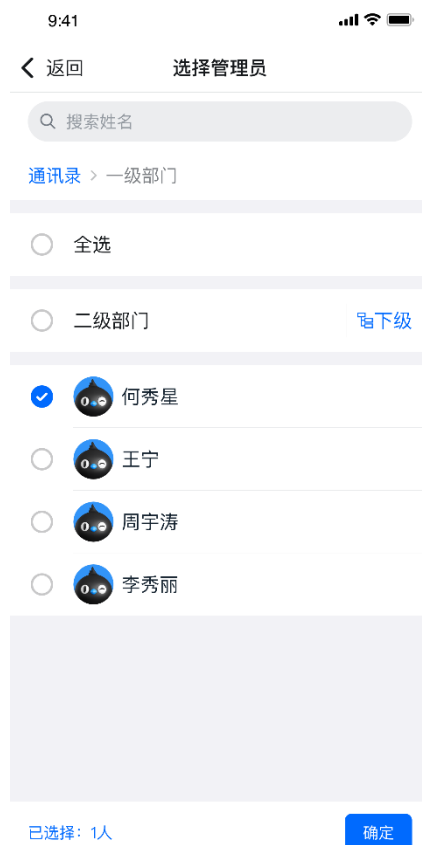 9:41
返回 选择管理员
搜索姓名
通讯录 > 一级部门
全选
二级部门 下级
何秀星
王宁
周宇涛
李秀丽
已选择：1人 确定